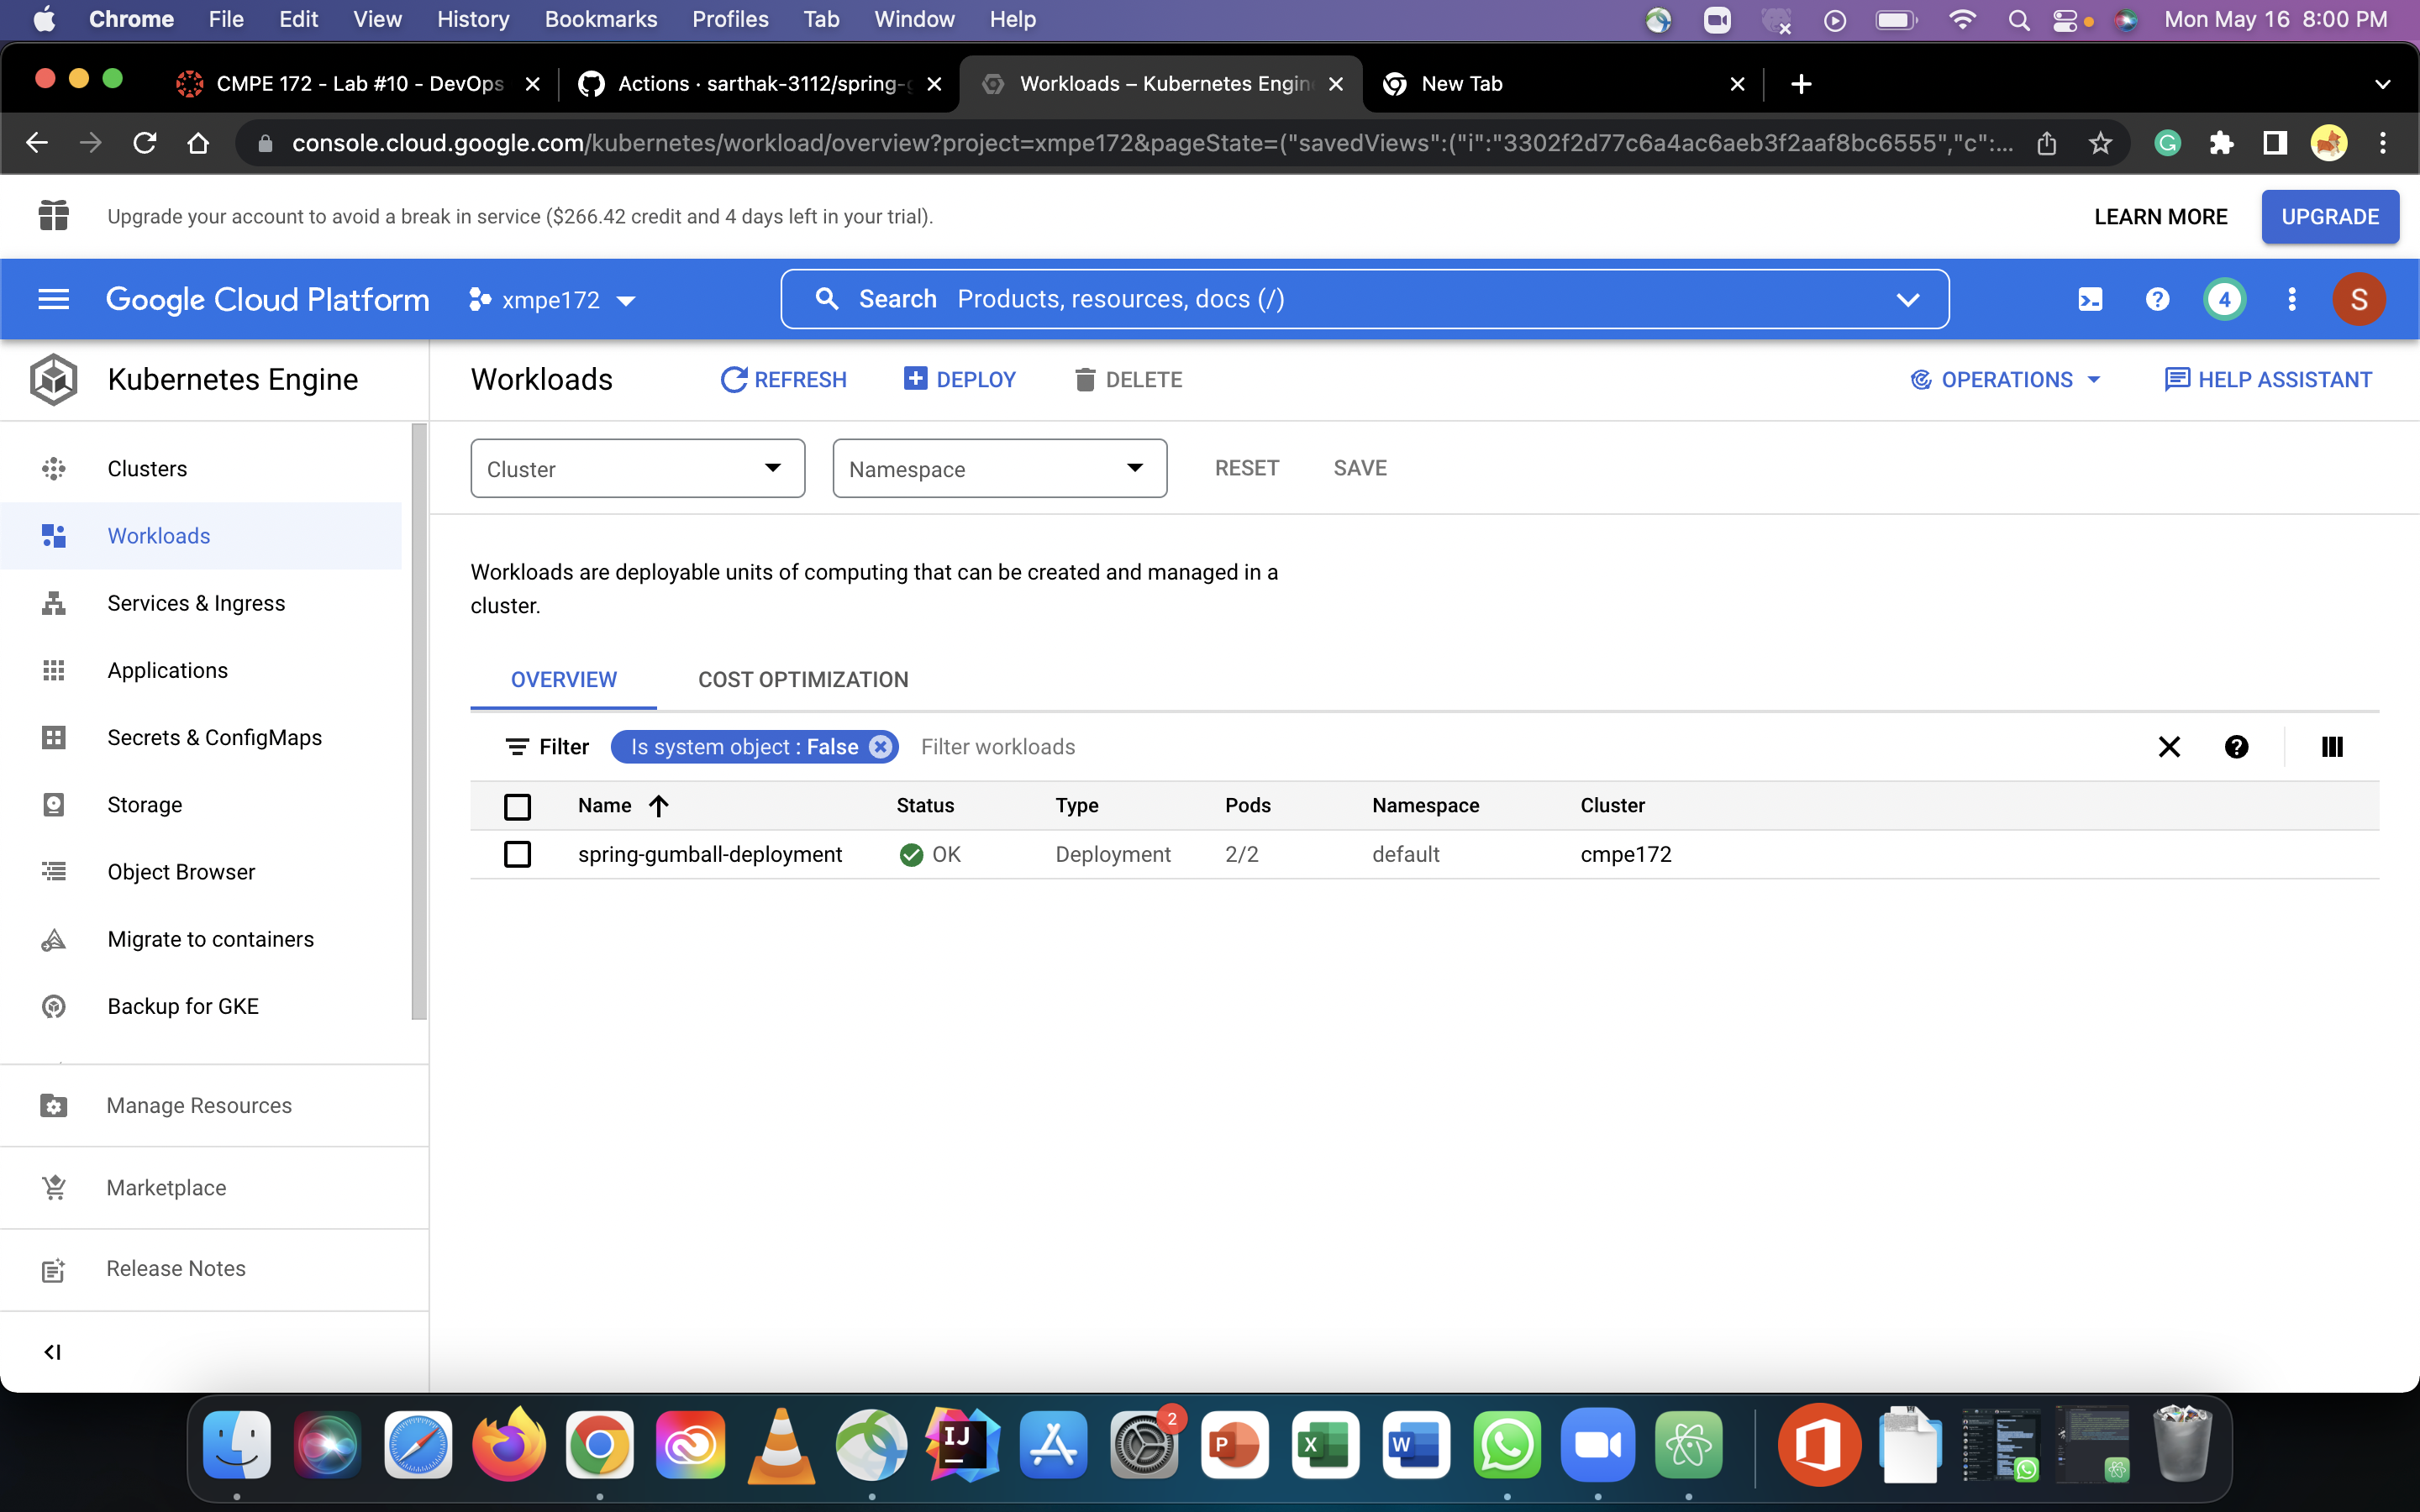 Chrome File Edit View History Bookmarks Profiles Tab Window Help Mon May 16 8:00 PM
CMPE 172 - Lab #10 - DevOps Actions · sarthak-3112/spring-g Workloads – Kubernetes Engin New Tab
console.cloud.google.com/kubernetes/workload/overview?project=xmpe172&pageState=("savedViews":("i":"3302f2d77c6a4ac6aeb3f2aaf8bc6555","c":...
Upgrade your account to avoid a break in service ($266.42 credit and 4 days left in your trial). LEARN MORE UPGRADE
Google Cloud Platform xmpe172 Search Products, resources, docs (/) 4 S
Kubernetes Engine Workloads REFRESH DEPLOY DELETE OPERATIONS HELP ASSISTANT
Cluster Namespace RESET SAVE
Clusters
Workloads
Services & Ingress
Applications
Secrets & ConfigMaps
Storage
Object Browser
Migrate to containers
Backup for GKE
Manage Resources
Marketplace
Release Notes
Workloads are deployable units of computing that can be created and managed in a
cluster.
OVERVIEW COST OPTIMIZATION
Filter Is system object : False Filter workloads
Name Status Type Pods Namespace Cluster
spring-gumball-deployment OK Deployment 2/2 default cmpe172
IJ 2 P X W